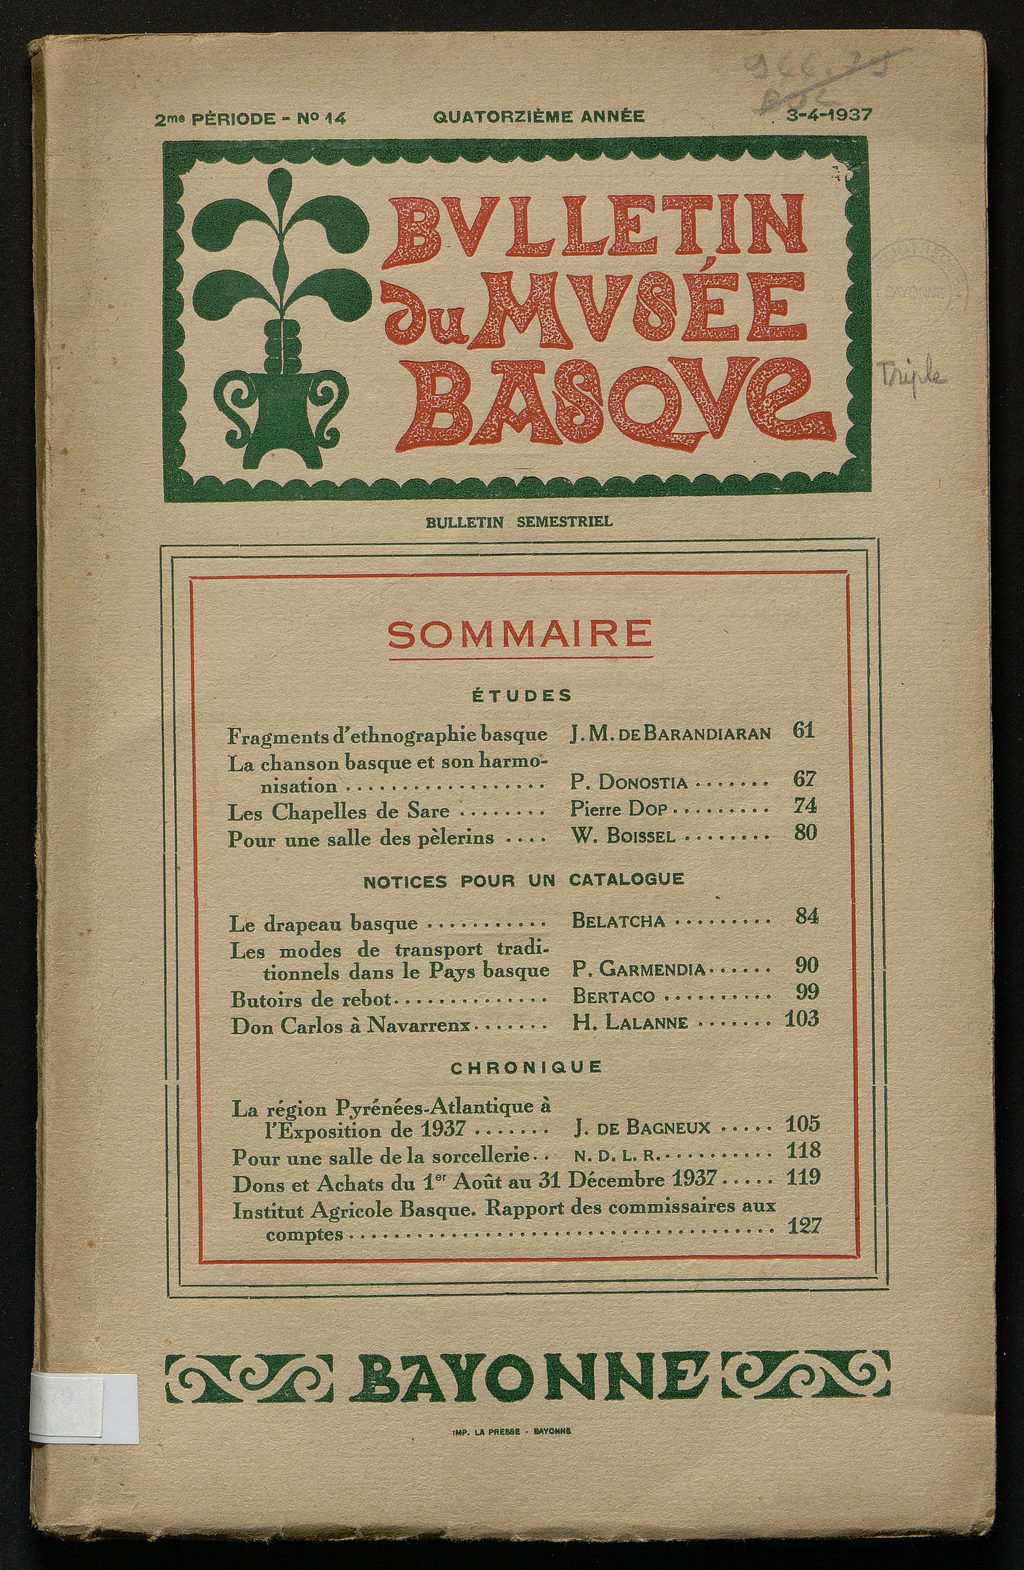 2me PÈRIODE - No 14 QUATORZIÈME ANNÉE 3-4-1937
BVLLETIN
du MVSÉE
BASQVE
Triple
BULLETIN SEMESTRIEL
SOMMAIRE
ÉTUDES
Fragments d'ethnographie basque J. M. DE BARANDIARAN 61
La chanson basque et son harmo-
nisation .................. P. DONOSTIA ....... 67
Les Chapelles de Sare ........ Pierre DOP......... 74
Pour une salle des pèlerins .... W. BOISSEL ........ 80
NOTICES POUR UN CATALOGUE
Le drapeau basque ........... BELATCHA ......... 84
Les modes de transport tradi-
tionnels dans le Pays basque P. GARMENDIA...... 90
Butoirs de rebot.............. BERTACO .......... 99
Don Carlos à Navarrenx....... H. LALANNE ....... 103
CHRONIQUE
La région Pyrénées-Atlantique à
l'Exposition de 1937 ....... J. DE BAGNEUX ..... 105
Pour une salle de la sorcellerie.. N. D. L. R........... 118
Dons et Achats du 1er Août au 31 Décembre 1937..... 119
Institut Agricole Basque. Rapport des commissaires aux
comptes...................................... 127
BAYONNE
IMP. LA PRESSE - BAYONNE